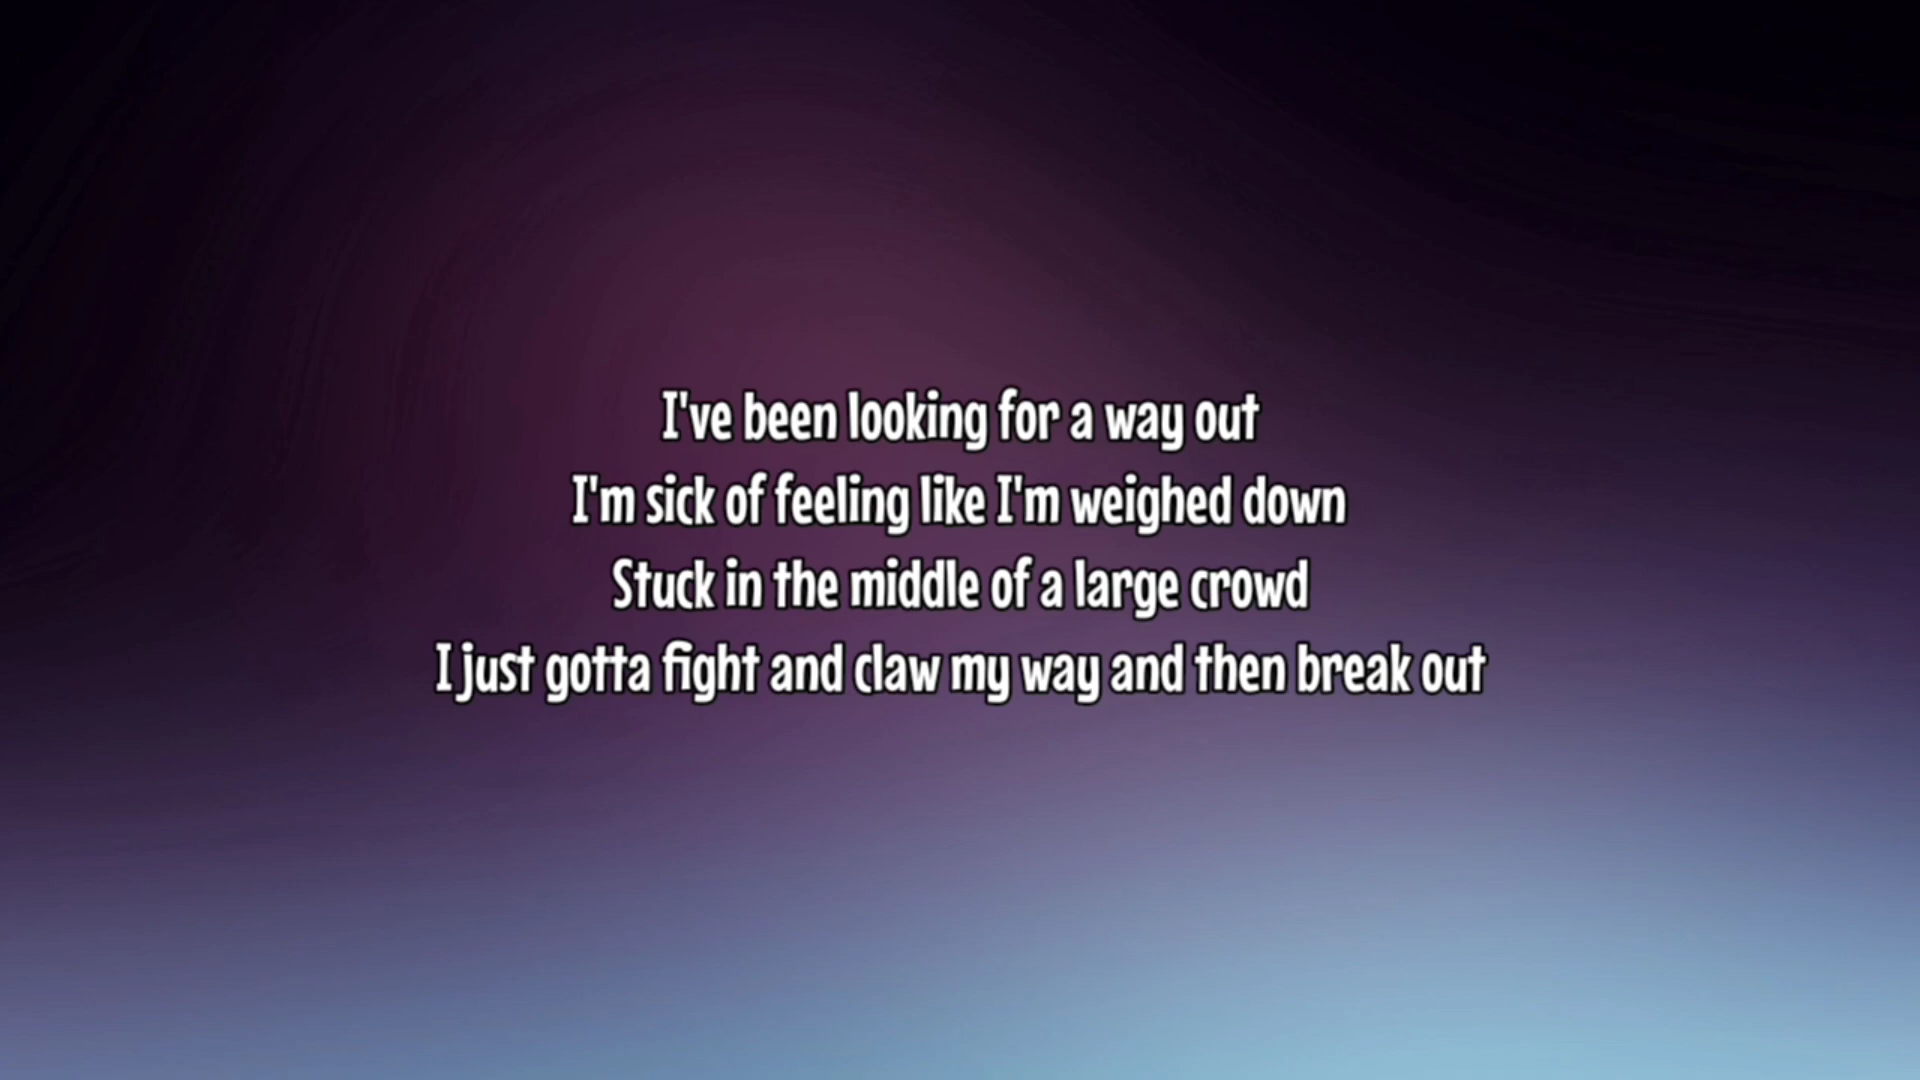 I've been looking for a way out
I'm sick of feeling like I'm weighed down
Stuck in the middle of a large crowd
I just gotta fight and claw my way and then break out